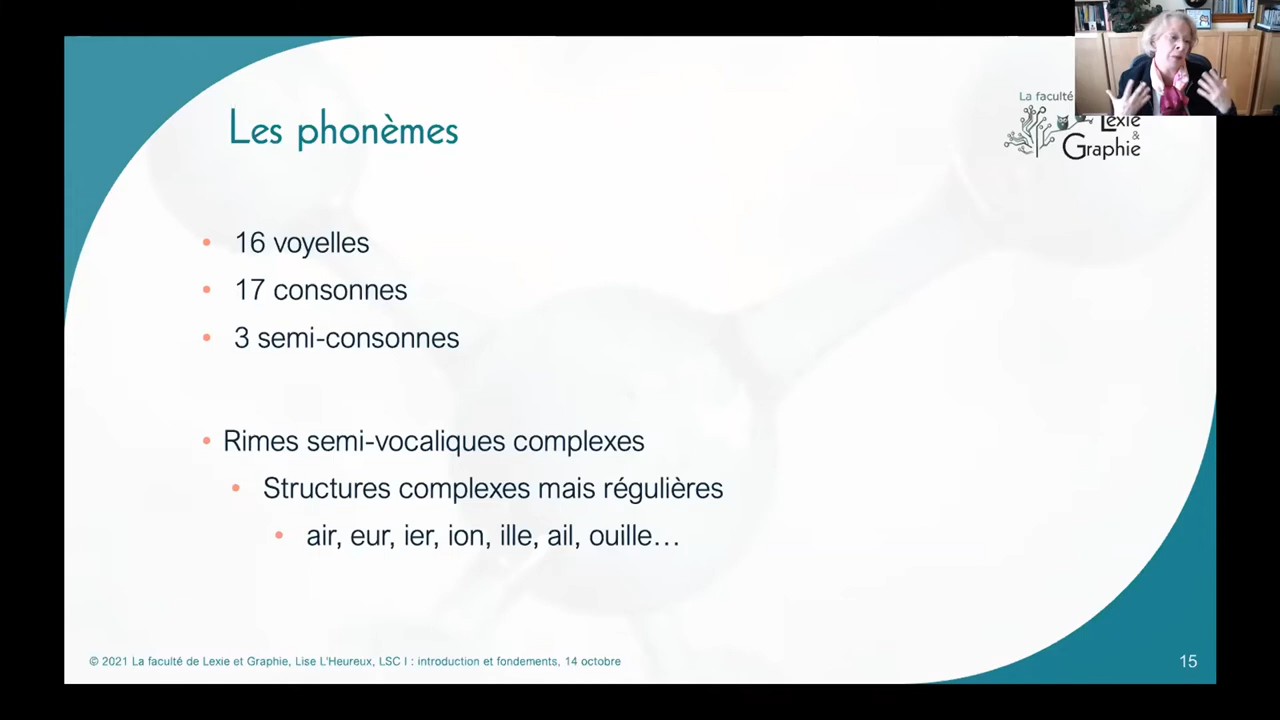 La faculté
Lexie
&
Graphie
Les phonèmes
• 16 voyelles
• 17 consonnes
• 3 semi-consonnes
• Rimes semi-vocaliques complexes
• Structures complexes mais régulières
• air, eur, ier, ion, ille, ail, ouille…
© 2021 La faculté de Lexie et Graphie, Lise L'Heureux, LSC I : introduction et fondements, 14 octobre
15